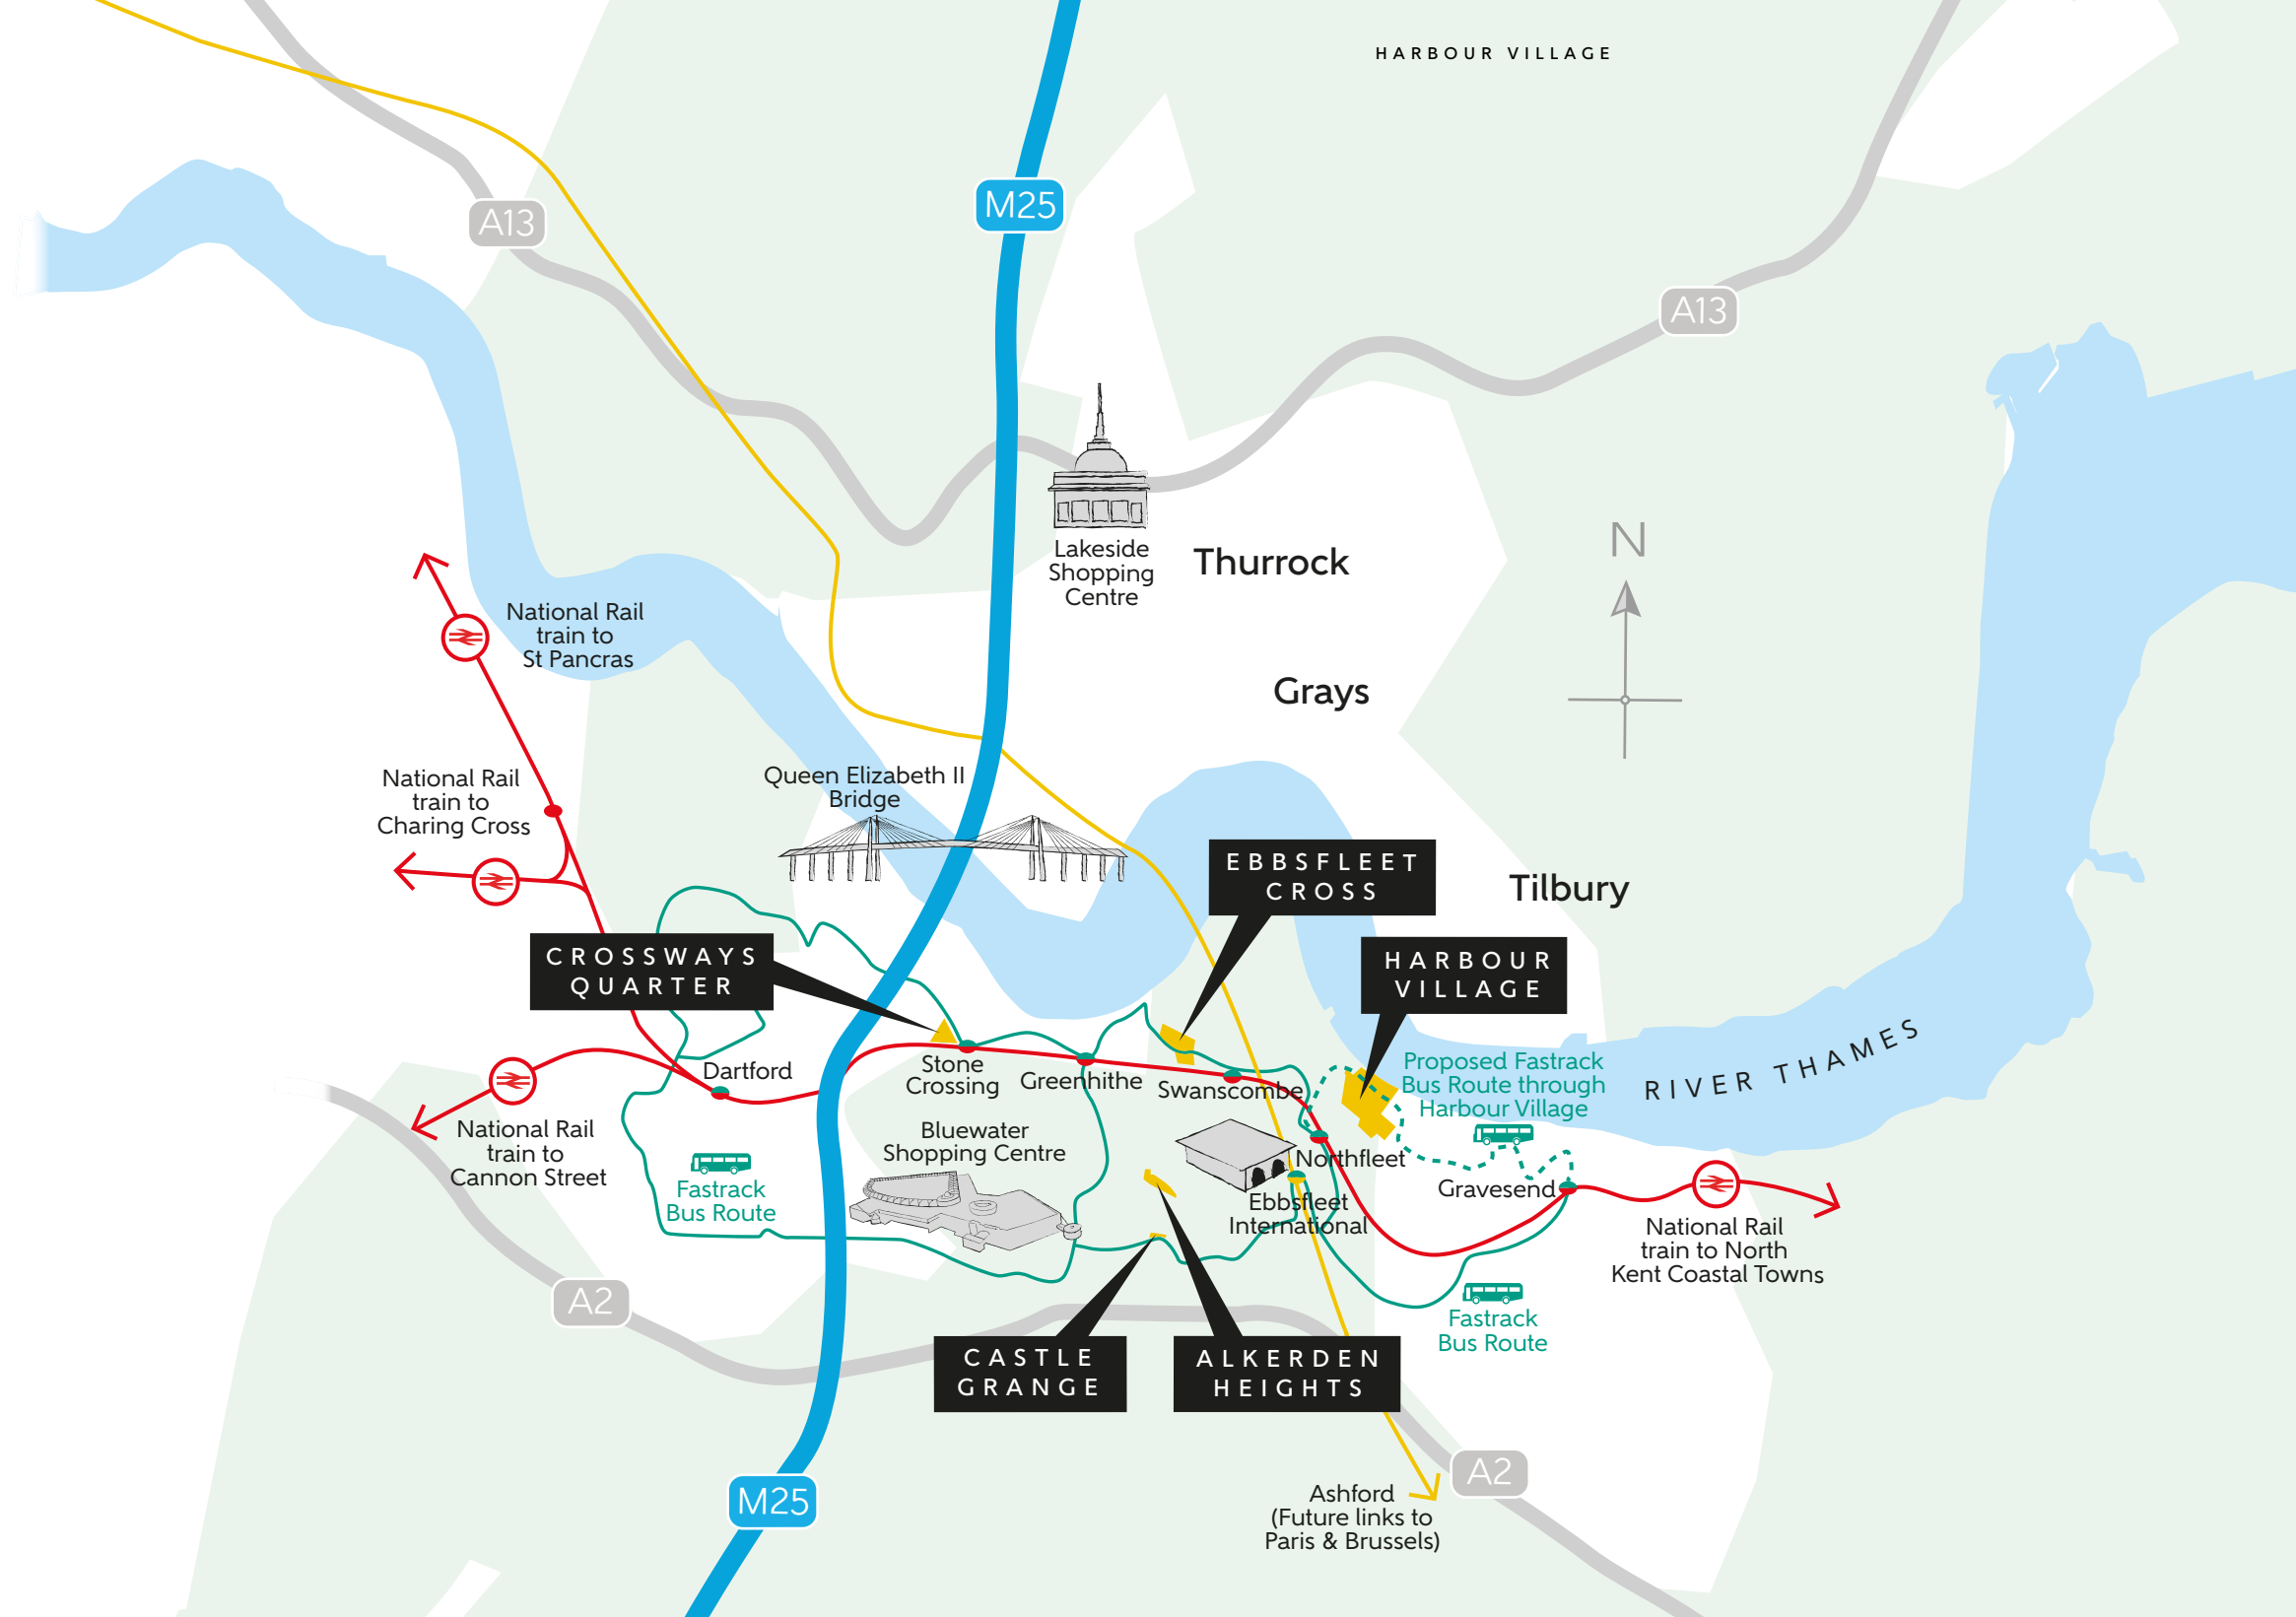 HARBOUR VILLAGE
M25
A13
A13
Lakeside
Shopping
Centre
Thurrock
N
National Rail
train to
St Pancras
Grays
National Rail
train to
Charing Cross
Queen Elizabeth II
Bridge
EBBSFLEET
CROSS
Tilbury
CROSSWAYS
QUARTER
HARBOUR
VILLAGE
RIVER THAMES
Dartford
Stone
Crossing
Greenhithe
Swanscombe
Proposed Fastrack
Bus Route through
Harbour Village
National Rail
train to
Cannon Street
Bluewater
Shopping Centre
Northfleet
Fastrack
Bus Route
Ebbsfleet
International
Gravesend
National Rail
train to North
Kent Coastal Towns
A2
Fastrack
Bus Route
CASTLE
GRANGE
ALKERDEN
HEIGHTS
A2
M25
Ashford
(Future links to
Paris & Brussels)